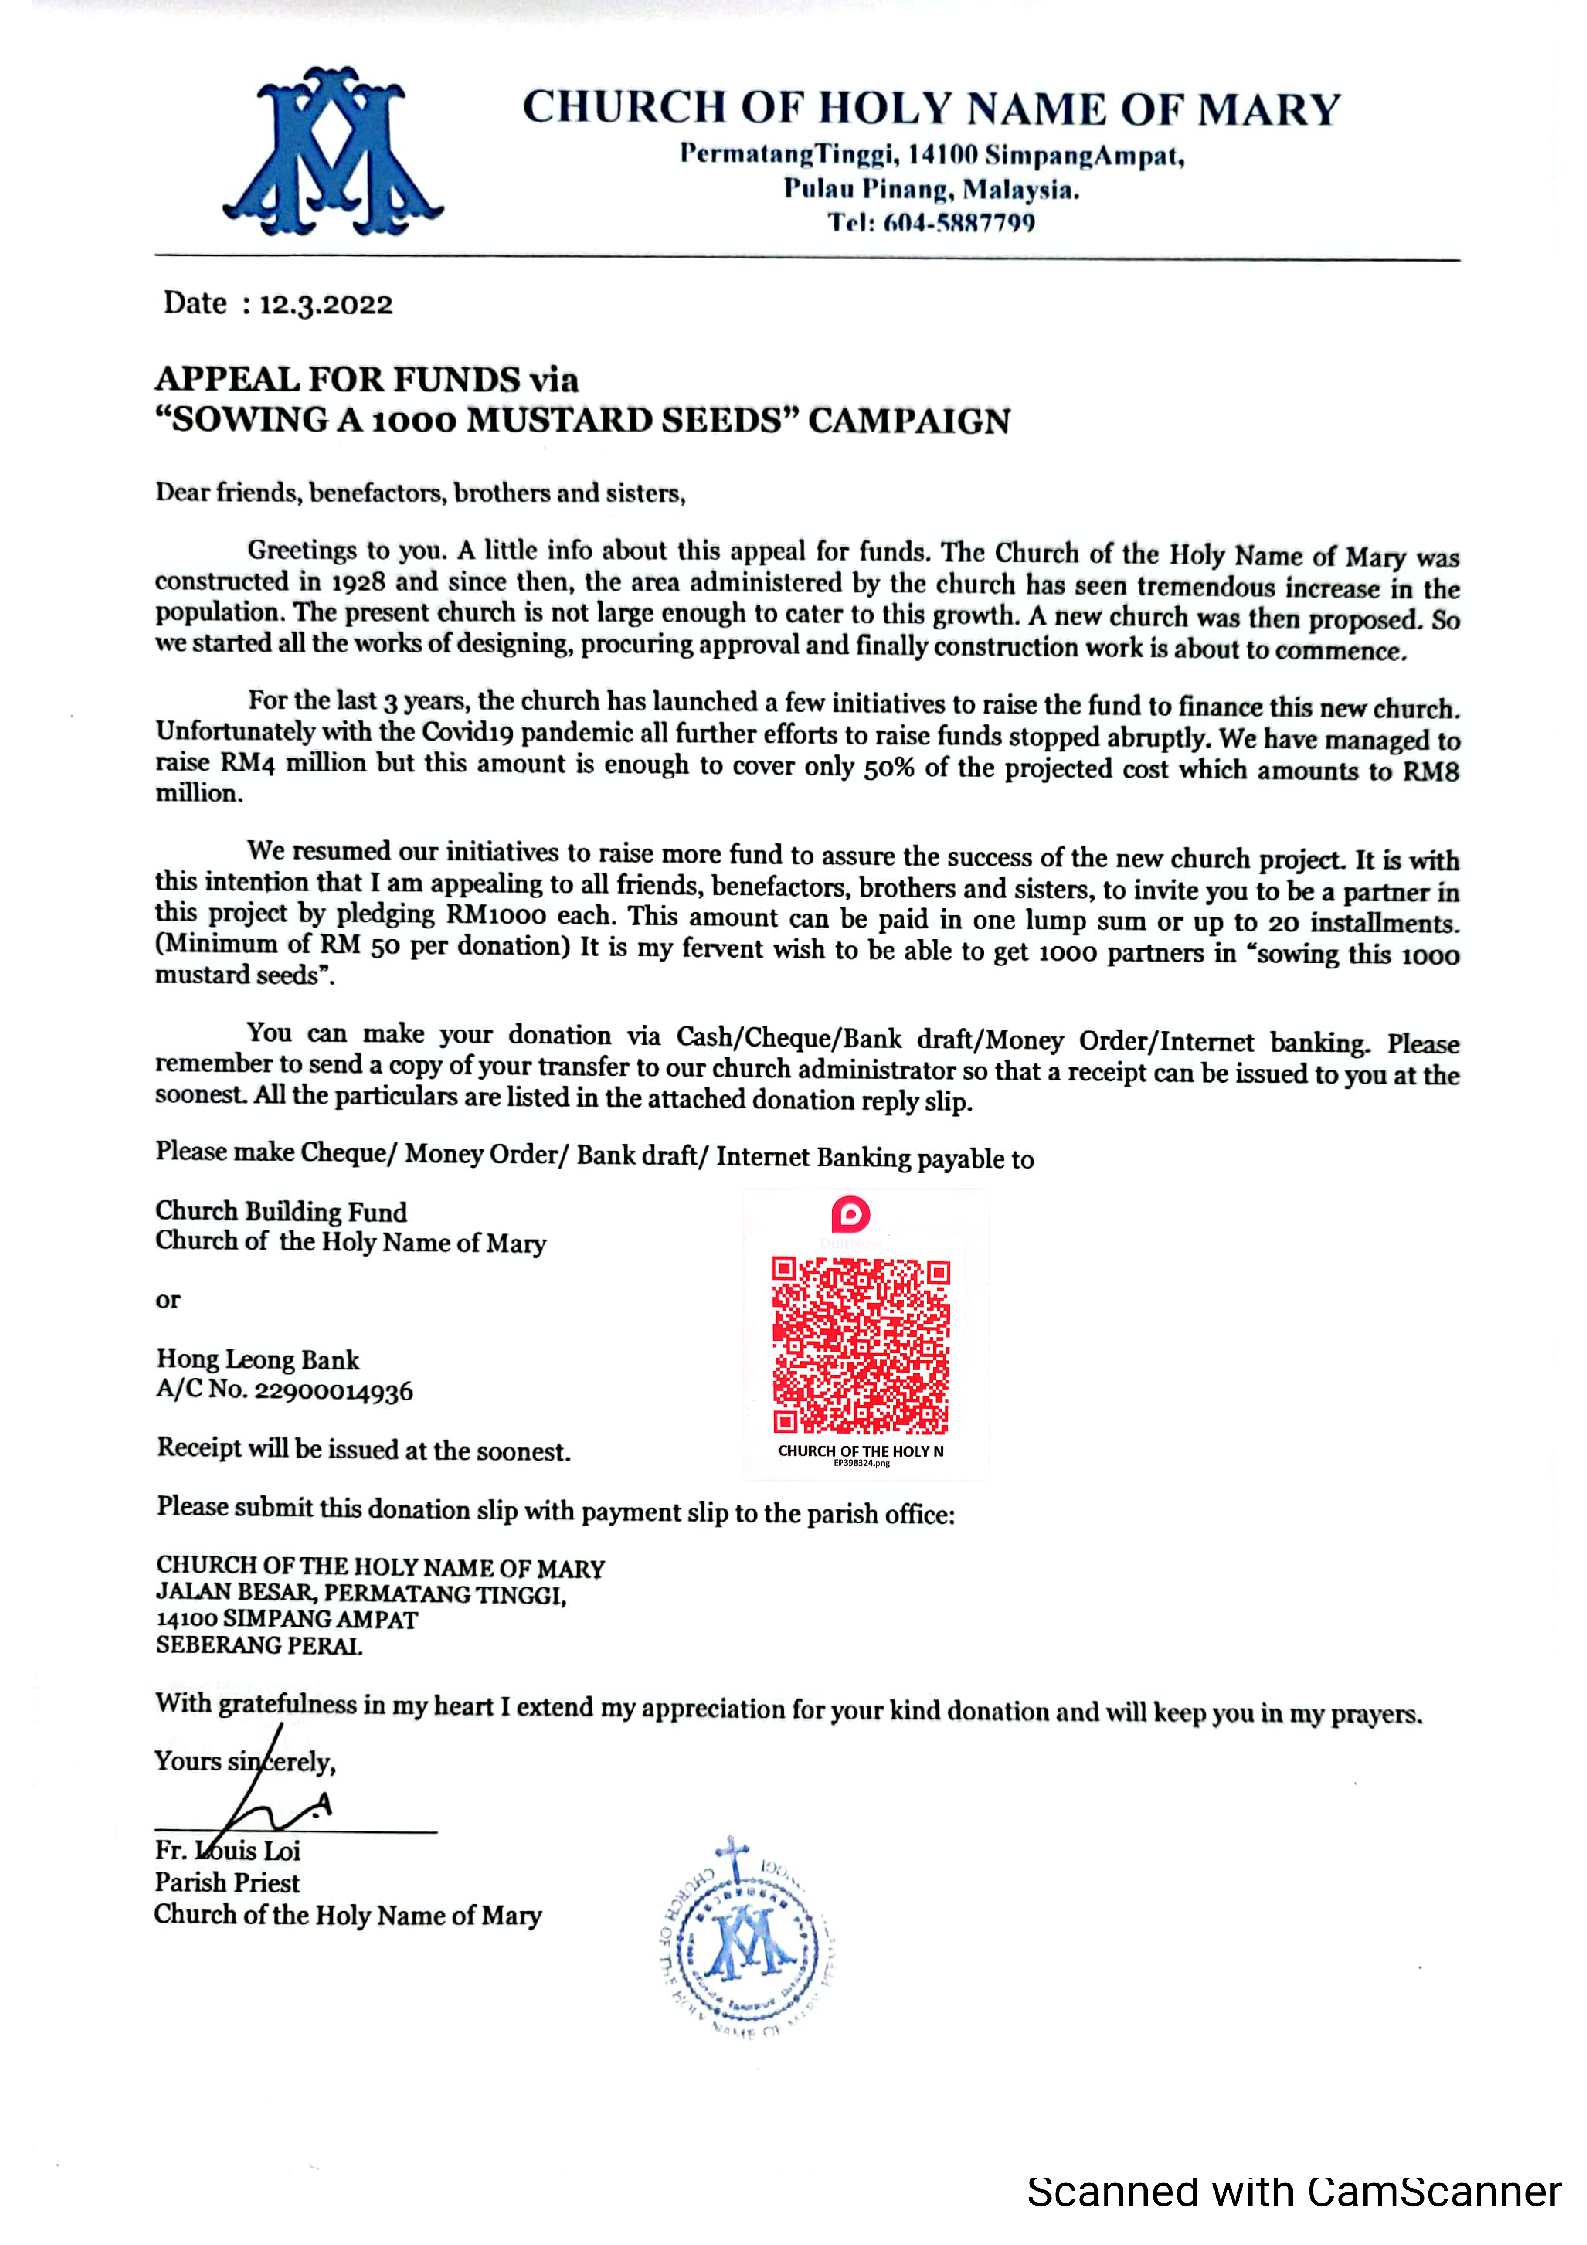 CHURCH OF HOLY NAME OF MARY
PermatangTinggi, 14100 SimpangAmpat,
Pulau Pinang, Malaysia.
Tel: 604-5887799
Date : 12.3.2022
APPEAL FOR FUNDS via
“SOWING A 1000 MUSTARD SEEDS” CAMPAIGN
Dear friends, benefactors, brothers and sisters,
Greetings to you. A little info about this appeal for funds. The Church of the Holy Name of Mary was
constructed in 1928 and since then, the area administered by the church has seen tremendous increase in the
population. The present church is not large enough to cater to this growth. A new church was then proposed. So
we started all the works of designing, procuring approval and finally construction work is about to commence.
For the last 3 years, the church has launched a few initiatives to raise the fund to finance this new church.
Unfortunately with the Covid19 pandemic all further efforts to raise funds stopped abruptly. We have managed to
raise RM4 million but this amount is enough to cover only 50% of the projected cost which amounts to RM8
million.
We resumed our initiatives to raise more fund to assure the success of the new church project. It is with
this intention that I am appealing to all friends, benefactors, brothers and sisters, to invite you to be a partner in
this project by pledging RM1000 each. This amount can be paid in one lump sum or up to 20 installments.
(Minimum of RM 50 per donation) It is my fervent wish to be able to get 1000 partners in “sowing this 1000
mustard seeds”.
You can make your donation via Cash/Cheque/Bank draft/Money Order/Internet banking. Please
remember to send a copy of your transfer to our church administrator so that a receipt can be issued to you at the
soonest. All the particulars are listed in the attached donation reply slip.
Please make Cheque/ Money Order/ Bank draft/ Internet Banking payable to
Church Building Fund
Church of the Holy Name of Mary
or
Hong Leong Bank
A/C No. 22900014936
Receipt will be issued at the soonest.
DuitNow
CHURCH OF THE HOLY N
EP398324.png
Please submit this donation slip with payment slip to the parish office:
CHURCH OF THE HOLY NAME OF MARY
JALAN BESAR, PERMATANG TINGGI,
14100 SIMPANG AMPAT
SEBERANG PERAI.
With gratefulness in my heart I extend my appreciation for your kind donation and will keep you in my prayers.
Yours sincerely,
Fr. Louis Loi
Parish Priest
Church of the Holy Name of Mary
CHURCH OF THE HOLY NAME OF MARY
Scanned with CamScanner